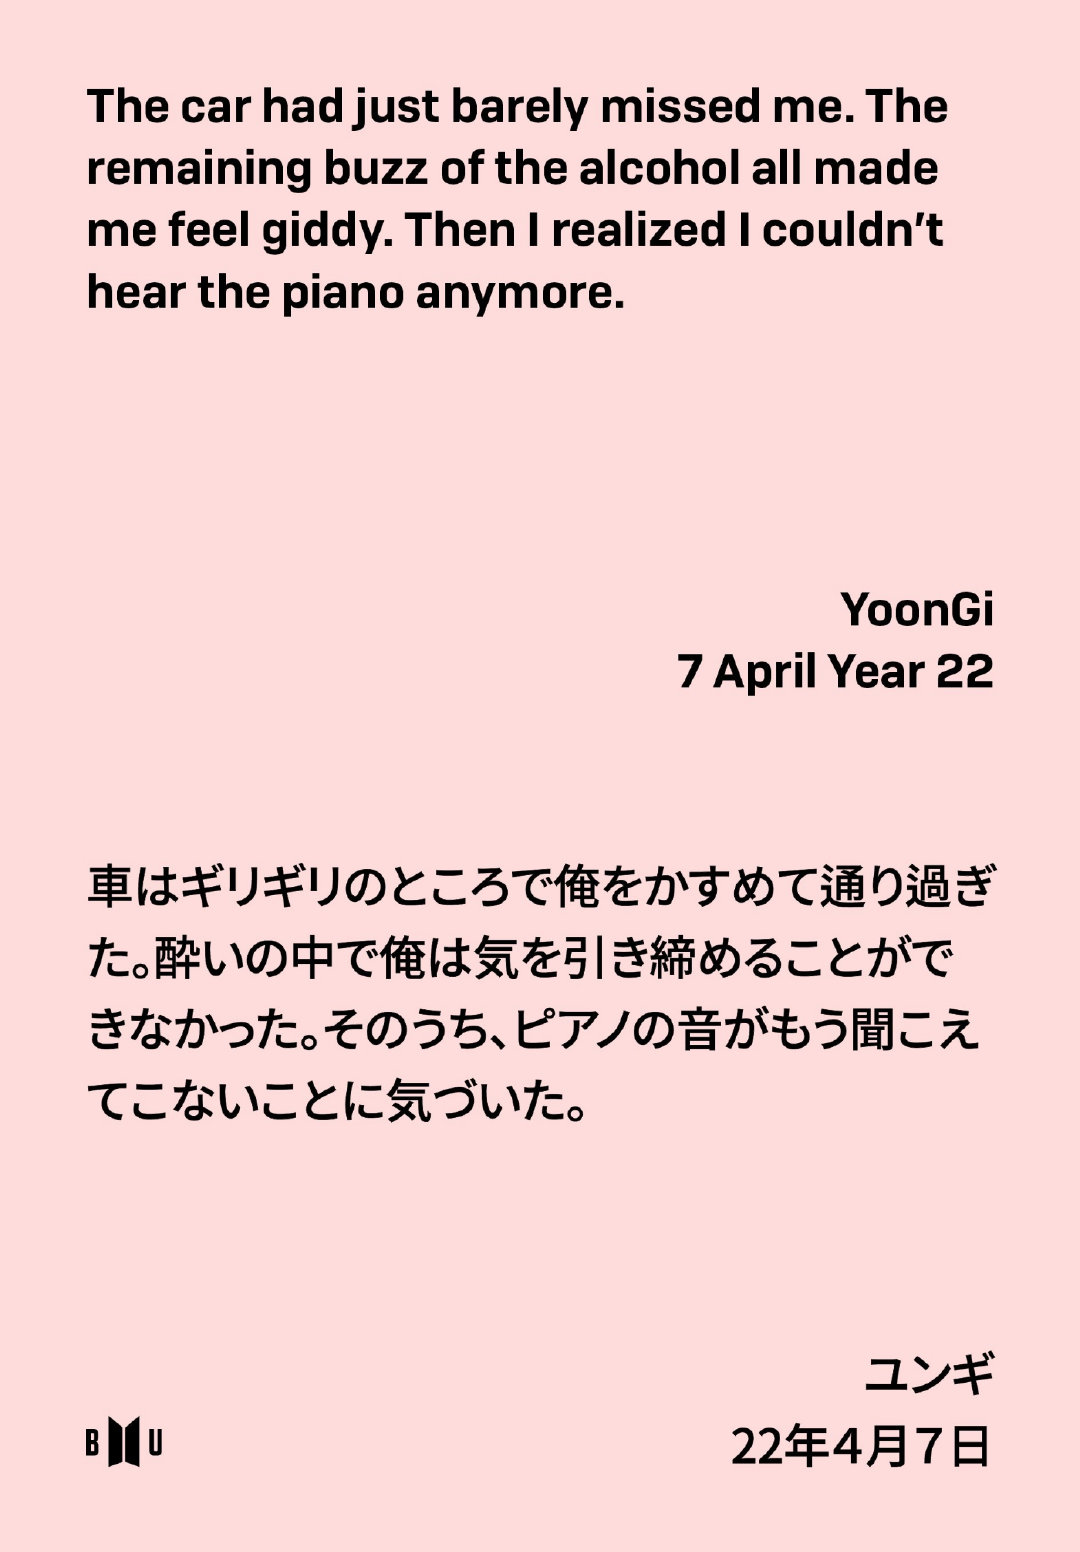 The car had just barely missed me. The
remaining buzz of the alcohol all made
me feel giddy. Then I realized I couldn’t
hear the piano anymore.
YoonGi
7 April Year 22
車はギリギリのところで俺をかすめて通り過ぎ
た。酔いの中で俺は気を引き締めることがで
きなかった。そのうち、ピアノの音がもう聞こえ
てこないことに気づいた。
ユンギ
22年４月７日
B U